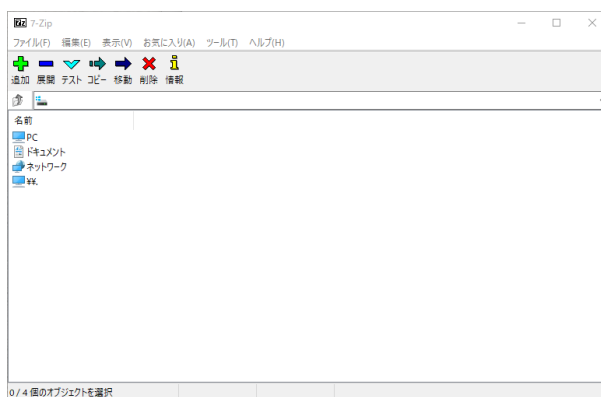 7z 7-Zip
ファイル(F) 編集(E) 表示(V) お気に入り(A) ツール(T) ヘルプ(H)
追加 展開 テスト コピー 移動 削除 情報
名前
PC
ドキュメント
ネットワーク
¥¥.
0 / 4 個のオブジェクトを選択